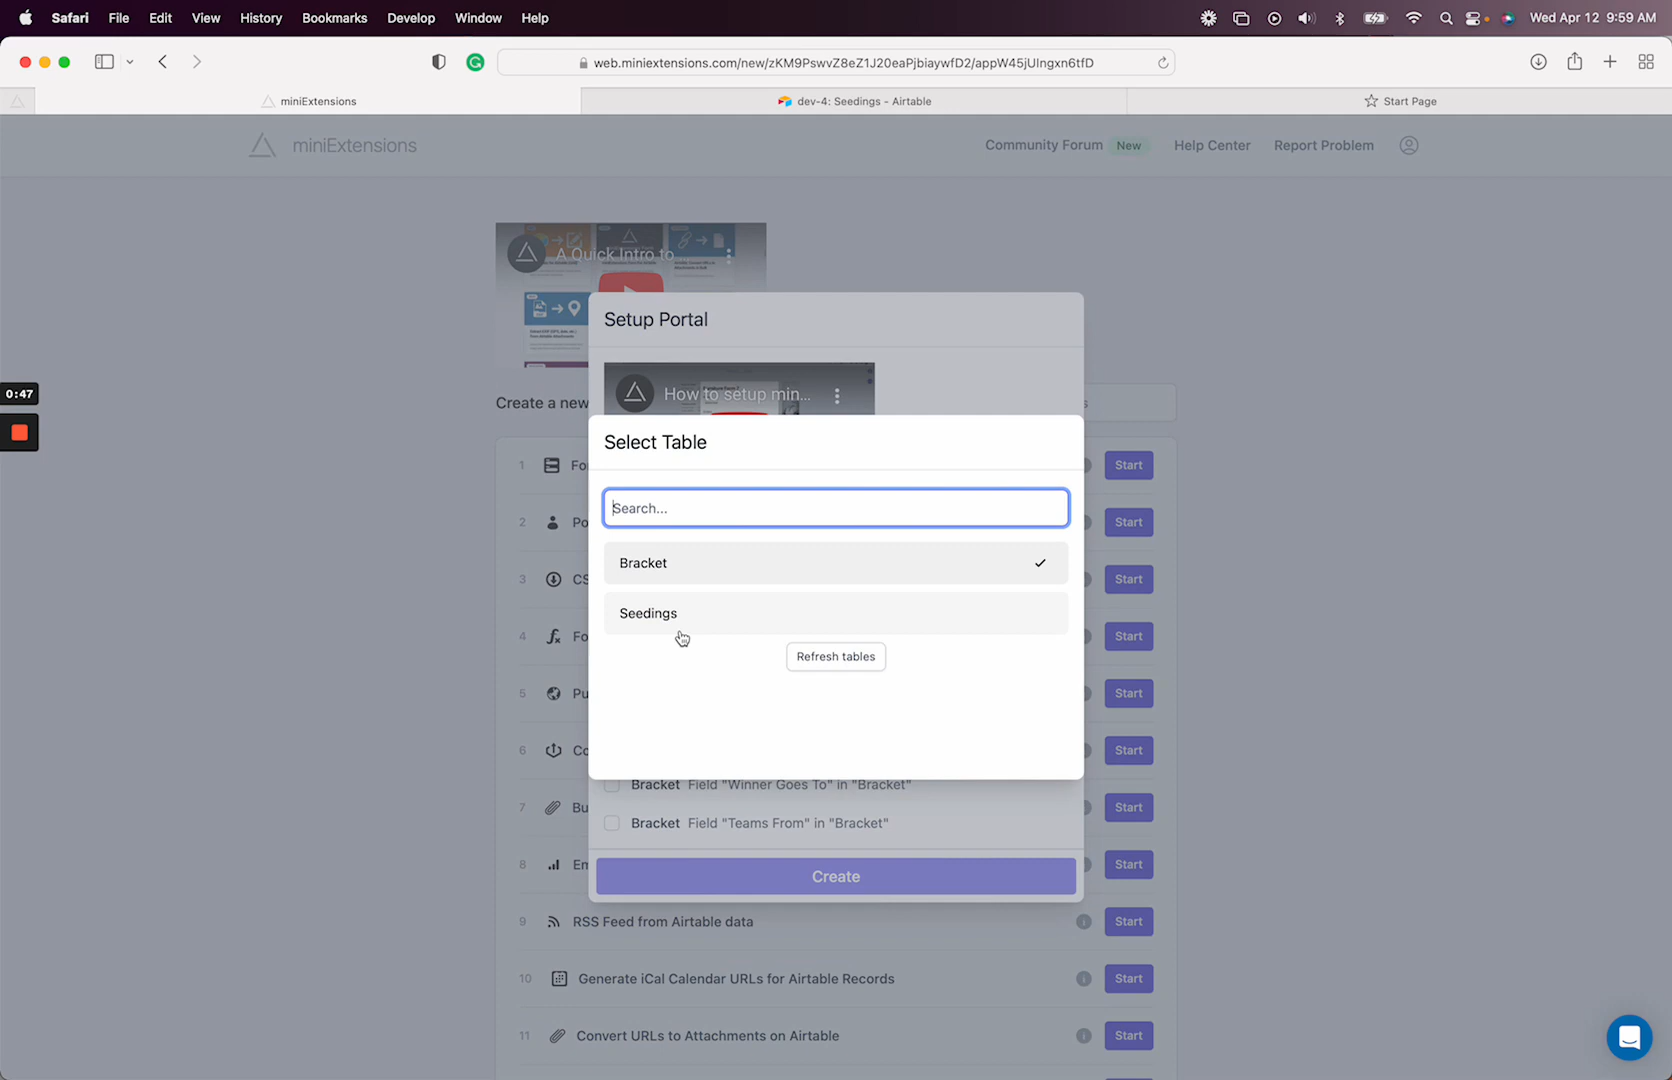 Safari File Edit View History Bookmarks Develop Window Help Wed Apr 12 9:59 AM
web.miniextensions.com/new/zKM9PswvZ8eZ1J20eaPjbiaywfD2/appW45jUlngxn6tfD
miniExtensions dev-4: Seedings - Airtable Start Page
miniExtensions Community Forum New Help Center Report Problem
A Quick Intro to
Setup Portal
0:47
How to setup min...
Create a new
Select Table
1 Start
Search...
2 Start
Bracket
3 Start
Seedings
4 Start
Refresh tables
5 Start
6 Start
Bracket Field "Winner Goes To" in "Bracket"
7 Start
Bracket Field "Teams From" in "Bracket"
8 Start
Create
9 RSS Feed from Airtable data Start
10 Generate iCal Calendar URLs for Airtable Records Start
11 Convert URLs to Attachments on Airtable Start